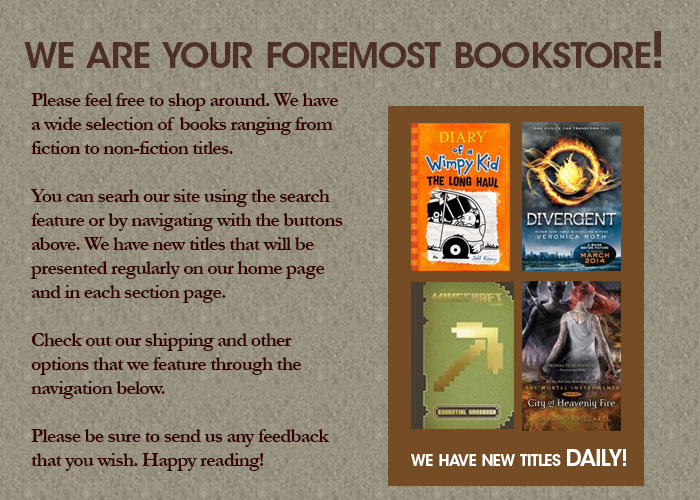 WE ARE YOUR FOREMOST BOOKSTORE!
Please feel free to shop around. We have
a wide selection of books ranging from
fiction to non-fiction titles.
You can searh our site using the search
feature or by navigating with the buttons
above. We have new titles that will be
presented regularly on our home page
and in each section page.
Check out our shipping and other
options that we feature through the
navigation below.
Please be sure to send us any feedback
that you wish. Happy reading!
DIARY
of a
Wimpy Kid
THE LONG HAUL
Jeff Kinney
ONE CHOICE CAN TRANSFORM YOU
DIVERGENT
VERONICA ROTH
MARCH
2014
MINECRAFT
ESSENTIAL HANDBOOK
THE MORTAL INSTRUMENTS
City of Heavenly Fire
CASSANDRA CLARE
WE HAVE NEW TITLES DAILY!